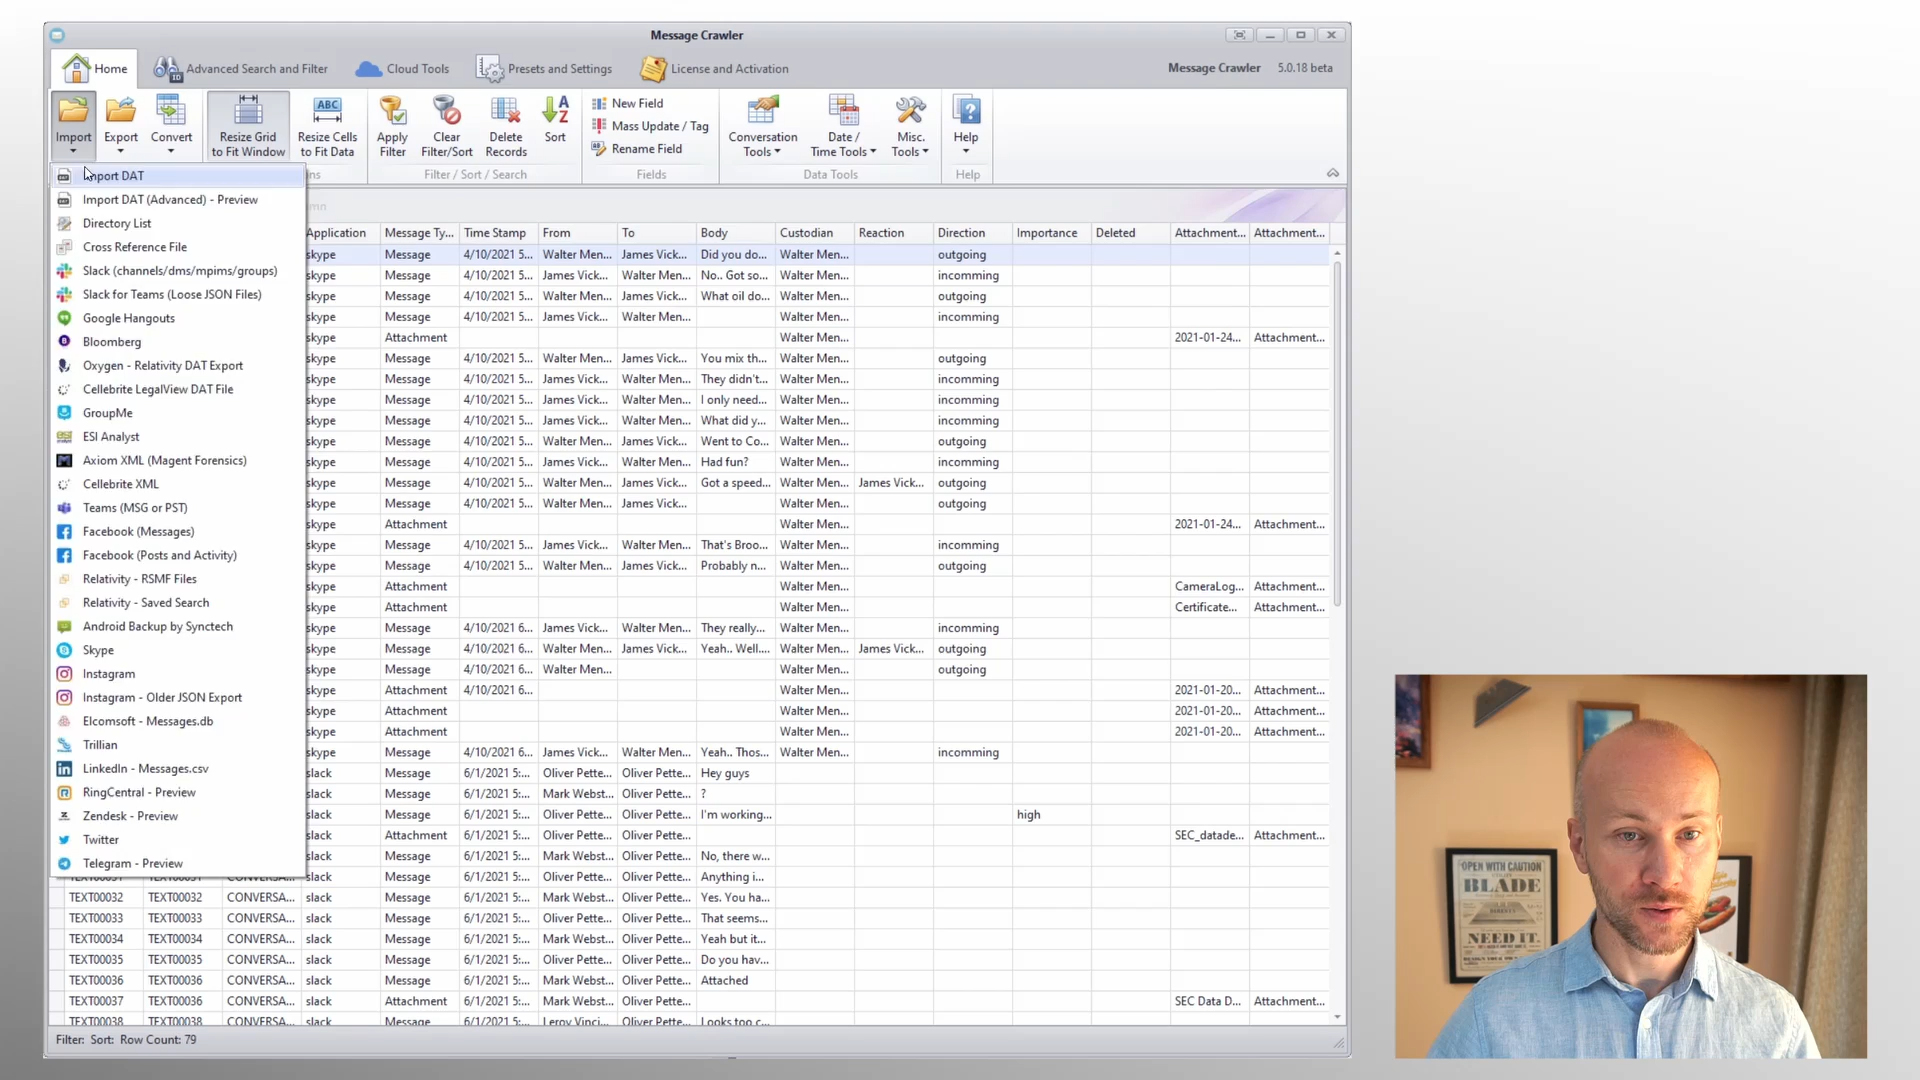 Message Crawler
Home
Advanced Search and Filter
Cloud Tools
Presets and Settings
License and Activation
Message Crawler 5.0.18 beta
Import
Export
Convert
Resize Grid
to Fit Window
Resize Cells
to Fit Data
Apply
Filter
Clear
Filter/Sort
Delete
Records
Sort
New Field
Mass Update / Tag
Rename Field
Conversation
Tools
Date /
Time Tools
Misc.
Tools
Help
Filter / Sort / Search
Fields
Data Tools
Help
Import DAT
Import DAT (Advanced) - Preview
Directory List
Cross Reference File
Slack (channels/dms/mpims/groups)
Slack for Teams (Loose JSON Files)
Google Hangouts
Bloomberg
Oxygen - Relativity DAT Export
Cellebrite LegalView DAT File
GroupMe
ESI Analyst
Axiom XML (Magent Forensics)
Cellebrite XML
Teams (MSG or PST)
Facebook (Messages)
Facebook (Posts and Activity)
Relativity - RSMF Files
Relativity - Saved Search
Android Backup by Synctech
Skype
Instagram
Instagram - Older JSON Export
Elcomsoft - Messages.db
Trillian
LinkedIn - Messages.csv
RingCentral - Preview
Zendesk - Preview
Twitter
Telegram - Preview
Application Message Ty... Time Stamp From To Body Custodian Reaction Direction Importance Deleted Attachment... Attachment...
skype Message 4/10/2021 5... Walter Men... James Vick... Did you do... Walter Men... outgoing
skype Message 4/10/2021 5... James Vick... Walter Men... No.. Got so... Walter Men... incomming
skype Message 4/10/2021 5... Walter Men... James Vick... What oil do... Walter Men... outgoing
skype Message 4/10/2021 5... James Vick... Walter Men... Walter Men... incomming
skype Attachment Walter Men... 2021-01-24... Attachment...
skype Message 4/10/2021 5... Walter Men... James Vick... You mix th... Walter Men... outgoing
skype Message 4/10/2021 5... James Vick... Walter Men... They didn't... Walter Men... incomming
skype Message 4/10/2021 5... James Vick... Walter Men... I only need... Walter Men... incomming
skype Message 4/10/2021 5... James Vick... Walter Men... What did y... Walter Men... incomming
skype Message 4/10/2021 5... Walter Men... James Vick... Went to Co... Walter Men... outgoing
skype Message 4/10/2021 5... James Vick... Walter Men... Had fun? Walter Men... incomming
skype Message 4/10/2021 5... Walter Men... James Vick... Got a speed... Walter Men... James Vick... outgoing
skype Message 4/10/2021 5... Walter Men... James Vick... Walter Men... outgoing
skype Attachment Walter Men... 2021-01-24... Attachment...
skype Message 4/10/2021 5... James Vick... Walter Men... That's Broo... Walter Men... incomming
skype Message 4/10/2021 5... Walter Men... James Vick... Probably n... Walter Men... outgoing
skype Attachment Walter Men... CameraLog... Attachment...
skype Attachment Walter Men... Certificate... Attachment...
skype Message 4/10/2021 6... James Vick... Walter Men... They really... Walter Men... incomming
skype Message 4/10/2021 6... Walter Men... James Vick... Yeah.. Well.... Walter Men... James Vick... outgoing
skype Message 4/10/2021 6... Walter Men... Walter Men... outgoing
skype Attachment 4/10/2021 6... Walter Men... 2021-01-20... Attachment...
skype Attachment Walter Men... 2021-01-20... Attachment...
skype Attachment Walter Men... 2021-01-20... Attachment...
skype Message 4/10/2021 6... James Vick... Walter Men... Yeah.. Thos... Walter Men... incomming
slack Message 6/1/2021 5:... Oliver Pette... Oliver Pette... Hey guys
slack Message 6/1/2021 5:... Mark Webst... Oliver Pette... ?
slack Message 6/1/2021 5:... Oliver Pette... Oliver Pette... I'm working... high
slack Attachment 6/1/2021 5:... Oliver Pette... Oliver Pette... SEC_datade... Attachment...
slack Message 6/1/2021 5:... Mark Webst... Oliver Pette... No, there w...
slack Message 6/1/2021 5:... Oliver Pette... Oliver Pette... Anything i...
TEXT00032 TEXT00032 CONVERSA... slack Message 6/1/2021 5:... Mark Webst... Oliver Pette... Yes. You ha...
TEXT00033 TEXT00033 CONVERSA... slack Message 6/1/2021 5:... Oliver Pette... Oliver Pette... That seems...
TEXT00034 TEXT00034 CONVERSA... slack Message 6/1/2021 5:... Mark Webst... Oliver Pette... Yeah but it...
TEXT00035 TEXT00035 CONVERSA... slack Message 6/1/2021 5:... Oliver Pette... Oliver Pette... Do you hav...
TEXT00036 TEXT00036 CONVERSA... slack Message 6/1/2021 5:... Mark Webst... Oliver Pette... Attached
TEXT00037 TEXT00036 CONVERSA... slack Attachment 6/1/2021 5:... Mark Webst... Oliver Pette... SEC Data D... Attachment...
TEXT00038 TEXT00038 CONVERSA... slack Message 6/1/2021 5:... Leroy Vinci... Oliver Pette... Looks too c...
Filter: Sort: Row Count: 79
OPEN WITH CAUTION
BLADE
NEED IT.